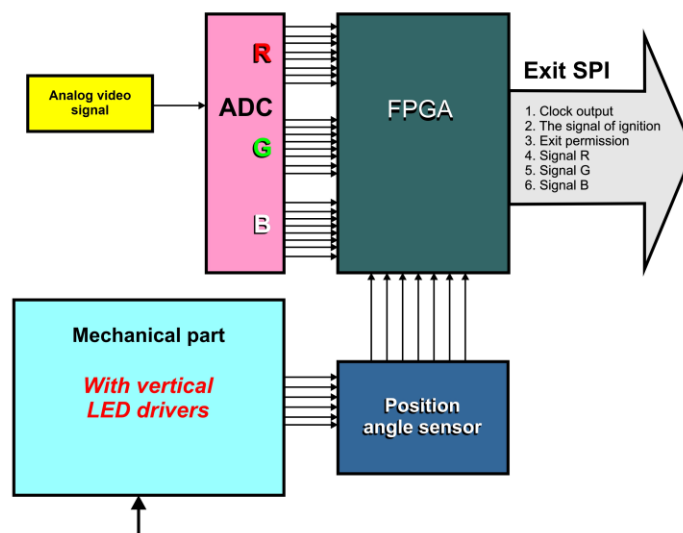 Analog video
signal
R
ADC
G
B
FPGA
Exit SPI
1. Clock output
2. The signal of ignition
3. Exit permission
4. Signal R
5. Signal G
6. Signal B
Mechanical part
With vertical
LED drivers
Position
angle sensor